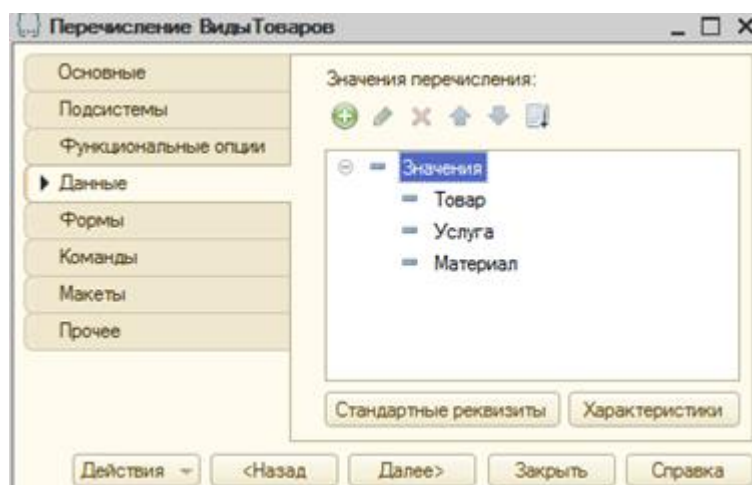 Перечисление ВидыТоваров
Основные
Подсистемы
Функциональные опции
Данные
Формы
Команды
Макеты
Прочее
Значения перечисления:
Значения
Товар
Услуга
Материал
Стандартные реквизиты Характеристики
Действия <Назад Далее> Закрыть Справка